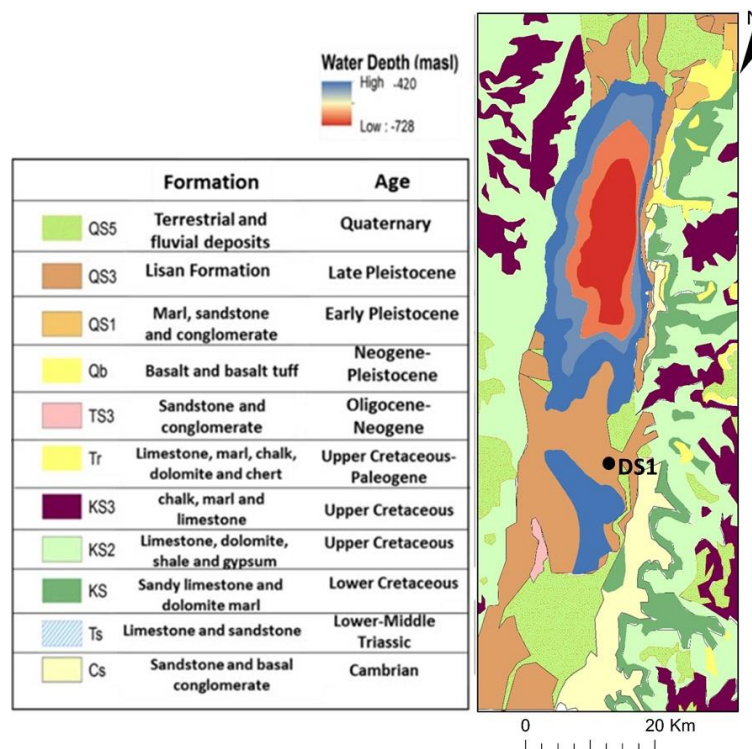 N
Water Depth (masl)
High -420
Low : -728
Formation Age
QS5 Terrestrial and fluvial deposits Quaternary
QS3 Lisan Formation Late Pleistocene
QS1 Marl, sandstone and conglomerate Early Pleistocene
Qb Basalt and basalt tuff Neogene-Pleistocene
TS3 Sandstone and conglomerate Oligocene-Neogene
Tr Limestone, marl, chalk, dolomite and chert Upper Cretaceous-Paleogene
KS3 chalk, marl and limestone Upper Cretaceous
KS2 Limestone, dolomite, shale and gypsum Upper Cretaceous
KS Sandy limestone and dolomite marl Lower Cretaceous
Ts Limestone and sandstone Lower-Middle Triassic
Cs Sandstone and basal conglomerate Cambrian
DS1
0 20 Km